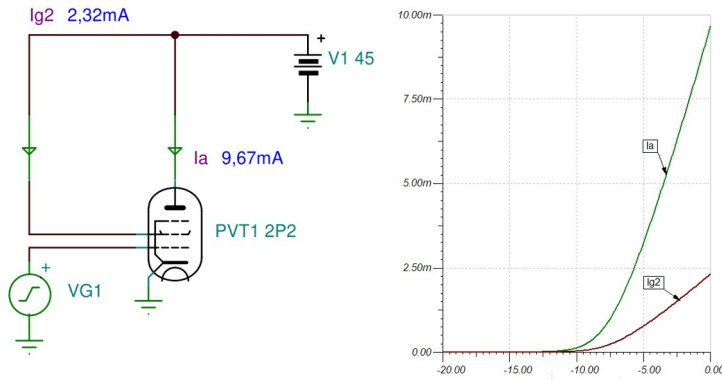 Ig2 2,32mA
+
V1 45
Ia 9,67mA
PVT1 2P2
+
VG1
10.00m
7.50m
Ia
5.00m
2.50m
Ig2
0.00
-20.00 -15.00 -10.00 -5.00 0.00